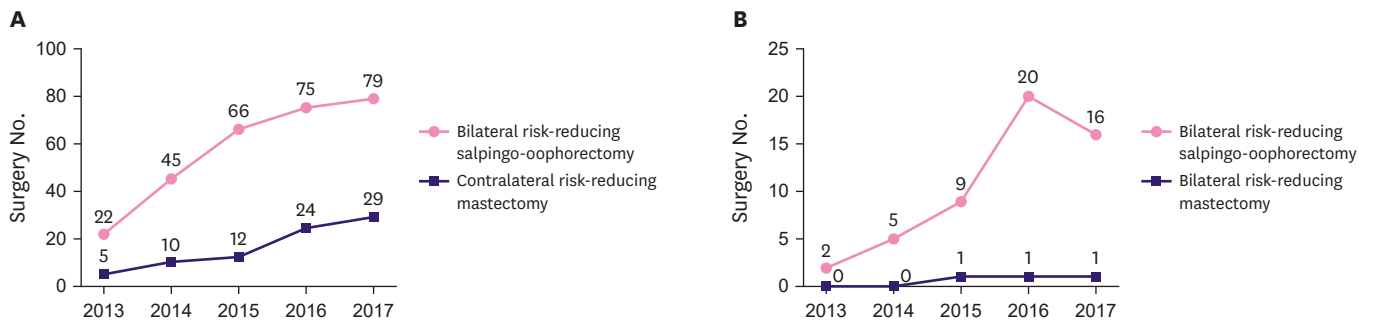 A
Surgery No.
100
80
60
40
20
0
22
45
66
75
79
5
10
12
24
29
2013 2014 2015 2016 2017
Bilateral risk-reducing
salpingo-oophorectomy
Contralateral risk-reducing
mastectomy
B
Surgery No.
25
20
15
10
5
0
2
5
9
20
16
0
0
1
1
1
2013 2014 2015 2016 2017
Bilateral risk-reducing
salpingo-oophorectomy
Bilateral risk-reducing
mastectomy